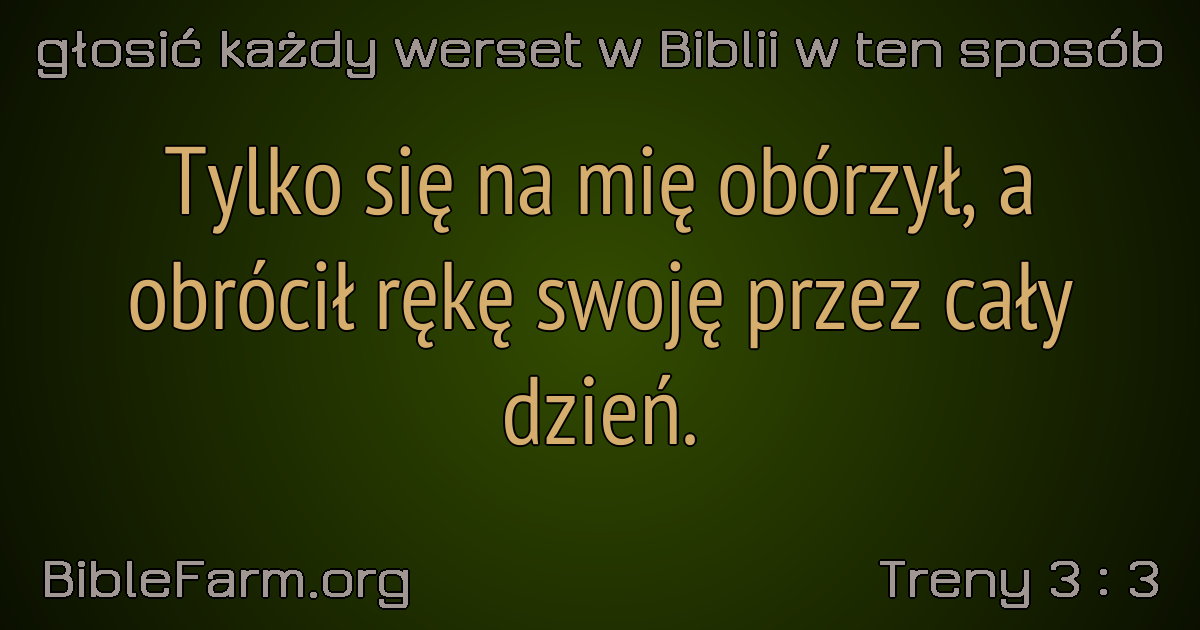 głosić każdy werset w Biblii w ten sposób
Tylko się na mię obórzył, a
obrócił rękę swoję przez cały
dzień.
BibleFarm.org
Treny 3 : 3